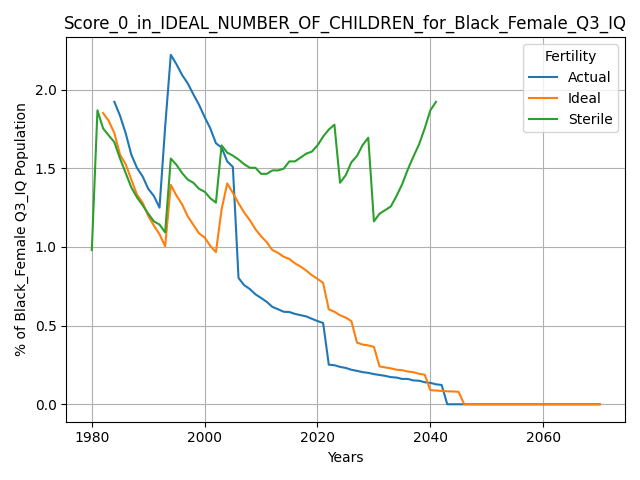 Score_0_in_IDEAL_NUMBER_OF_CHILDREN_for_Black_Female_Q3_IQ
Fertility
Actual
Ideal
Sterile
% of Black_Female Q3_IQ Population
2.0
1.5
1.0
0.5
0.0
1980 2000 2020 2040 2060
Years